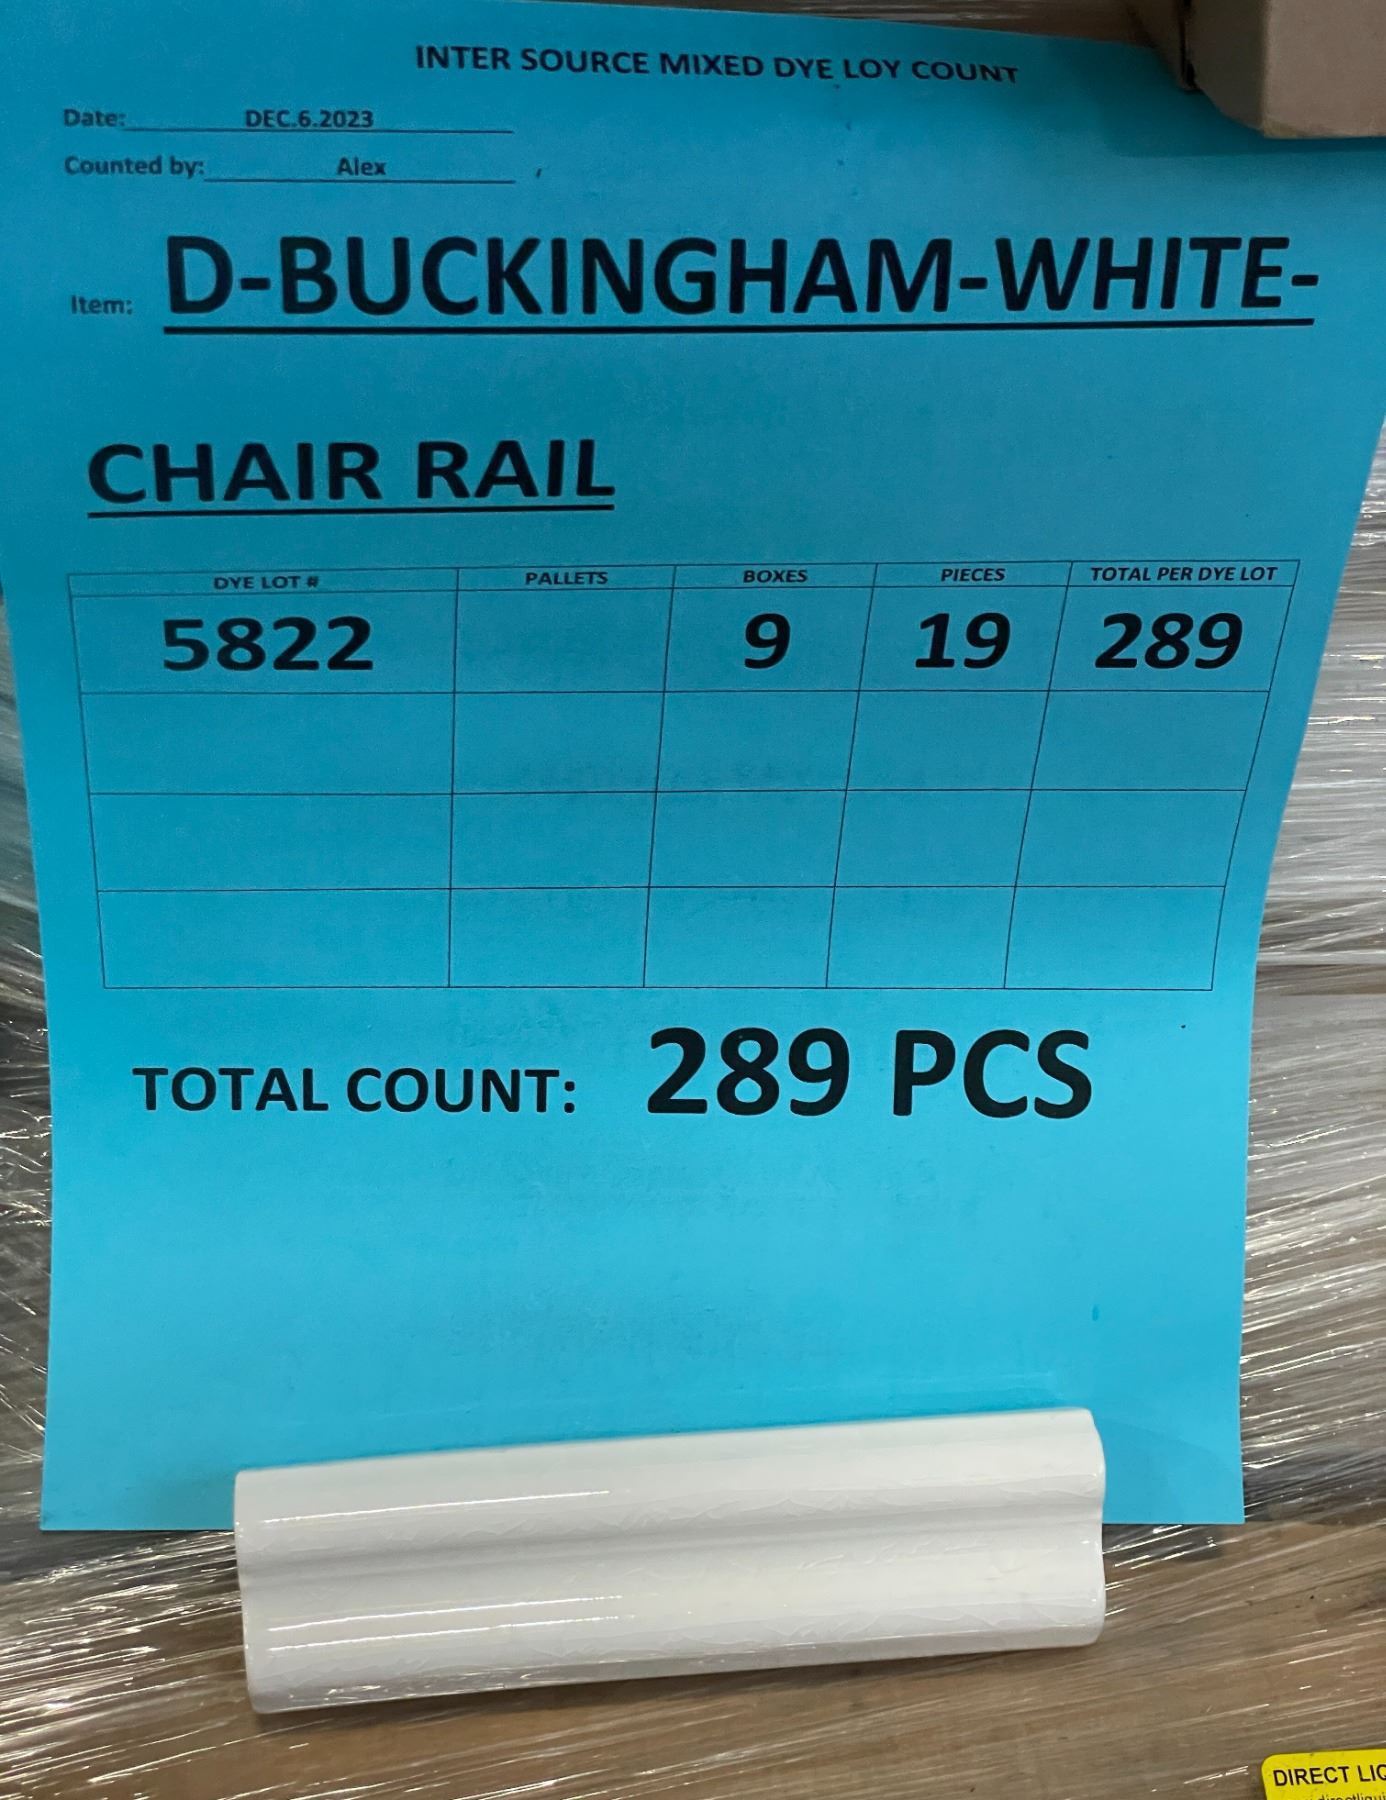 INTER SOURCE MIXED DYE LOY COUNT
Date: DEC.6.2023
Counted by: Alex
Item: D-BUCKINGHAM-WHITE-
CHAIR RAIL
DYE LOT # PALLETS BOXES PIECES TOTAL PER DYE LOT
5822 9 19 289
TOTAL COUNT: 289 PCS
DIRECT LIQ